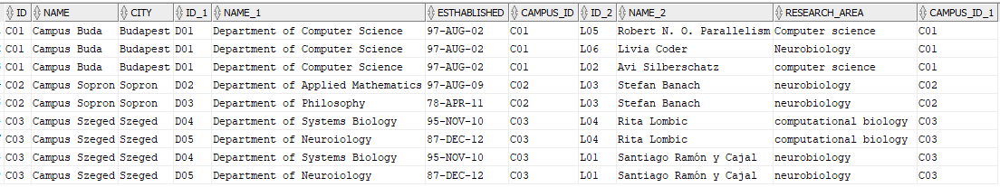 ID NAME CITY ID_1 NAME_1 ESTHABLISHED CAMPUS_ID ID_2 NAME_2 RESEARCH_AREA CAMPUS_ID_1
C01 Campus Buda Budapest D01 Department of Computer Science 97-AUG-02 C01 L05 Robert N. O. Parallelism Computer science C01
C01 Campus Buda Budapest D01 Department of Computer Science 97-AUG-02 C01 L06 Livia Coder Neurobiology C01
C01 Campus Buda Budapest D01 Department of Computer Science 97-AUG-02 C01 L02 Avi Silberschatz computer science C01
C02 Campus Sopron Sopron D02 Department of Applied Mathematics 97-AUG-09 C02 L03 Stefan Banach neurobiology C02
C02 Campus Sopron Sopron D03 Department of Philosophy 78-APR-11 C02 L03 Stefan Banach neurobiology C02
C03 Campus Szeged Szeged D04 Department of Systems Biology 95-NOV-10 C03 L04 Rita Lombic computational biology C03
C03 Campus Szeged Szeged D05 Department of Neuroiology 87-DEC-12 C03 L04 Rita Lombic computational biology C03
C03 Campus Szeged Szeged D04 Department of Systems Biology 95-NOV-10 C03 L01 Santiago Ramón y Cajal neurobiology C03
C03 Campus Szeged Szeged D05 Department of Neuroiology 87-DEC-12 C03 L01 Santiago Ramón y Cajal neurobiology C03